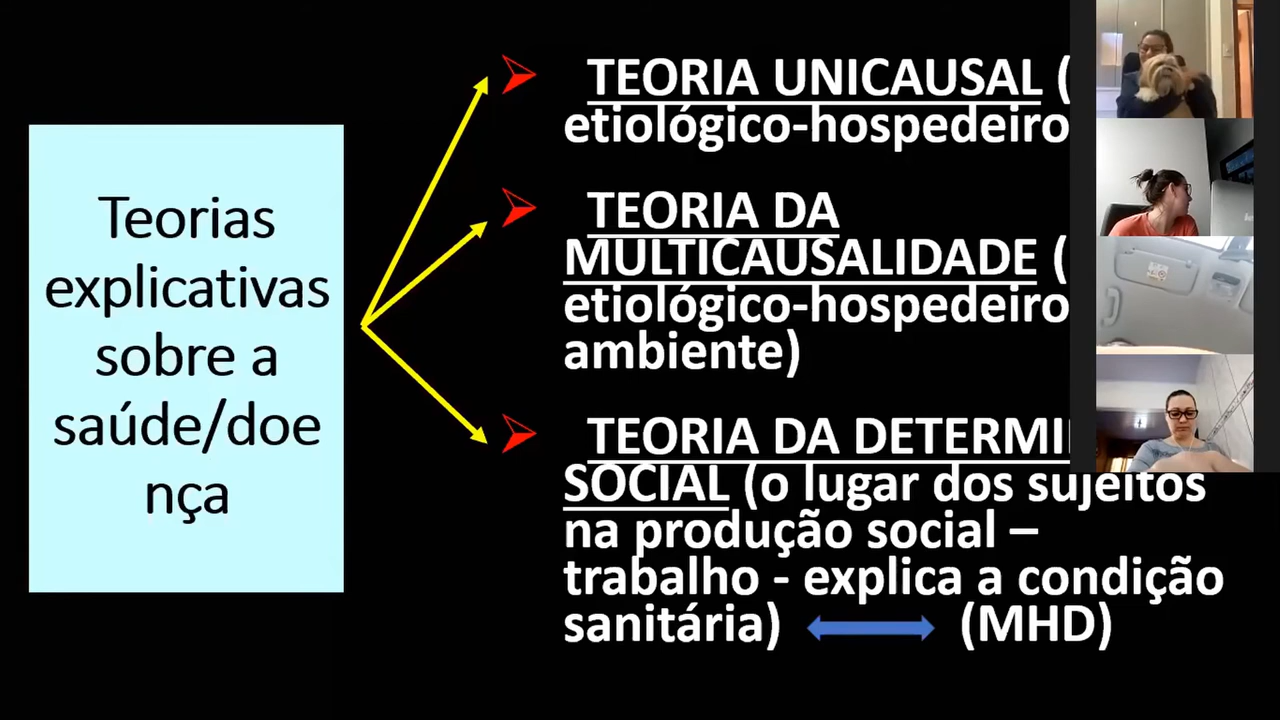 Teorias
explicativas
sobre a
saúde/doe
nça
TEORIA UNICAUSAL (
etiológico-hospedeiro
TEORIA DA
MULTICAUSALIDADE (
etiológico-hospedeiro
ambiente)
TEORIA DA
SOCIAL (o lugar dos sujeitos
na produção social –
trabalho - explica a condição
sanitária) (MHD)